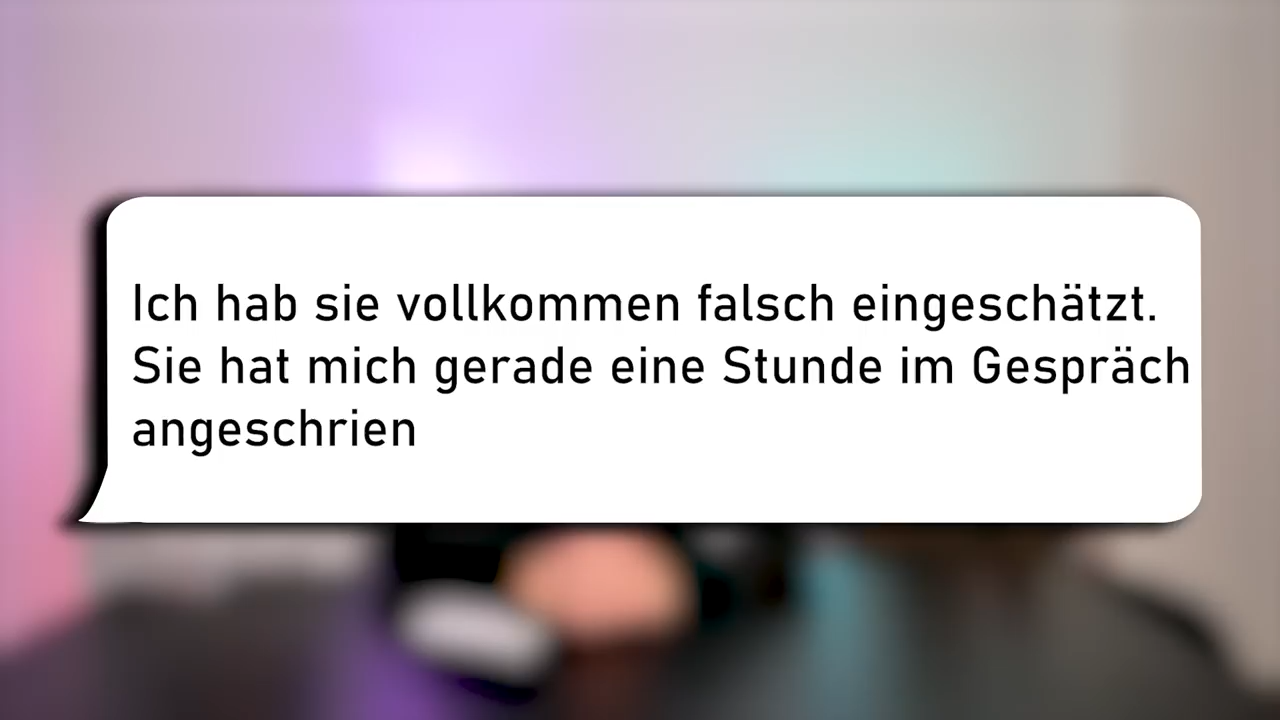 Ich hab sie vollkommen falsch eingeschätzt.
Sie hat mich gerade eine Stunde im Gespräch
angeschrien